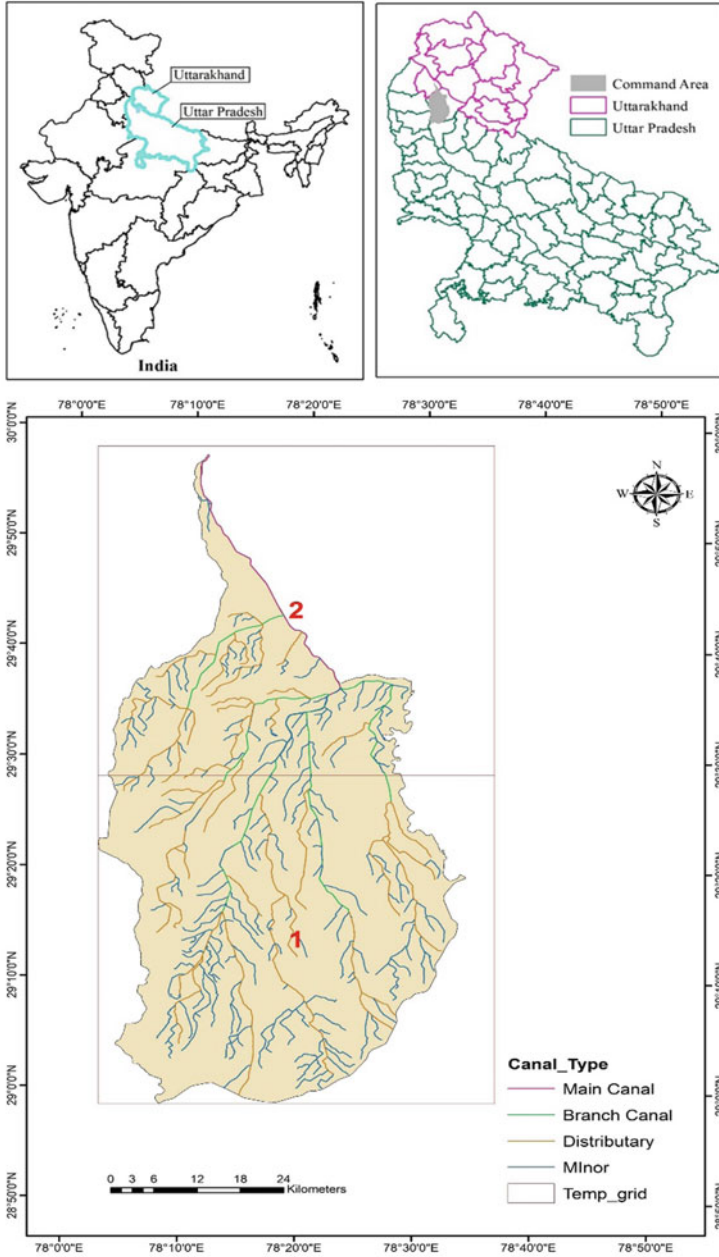 Uttarakhand
Uttar Pradesh
India
Command Area
Uttarakhand
Uttar Pradesh
78°0'0"E 78°10'0"E 78°20'0"E 78°30'0"E 78°40'0"E 78°50'0"E
30°0'0"N
N
W E
S
29°50'0"N
2
29°40'0"N
29°30'0"N
29°20'0"N
1
29°10'0"N
29°0'0"N
28°50'0"N
Canal_Type
Main Canal
Branch Canal
Distributary
MInor
Temp_grid
0 3 6 12 18 24
Kilometers
78°0'0"E 78°10'0"E 78°20'0"E 78°30'0"E 78°40'0"E 78°50'0"E